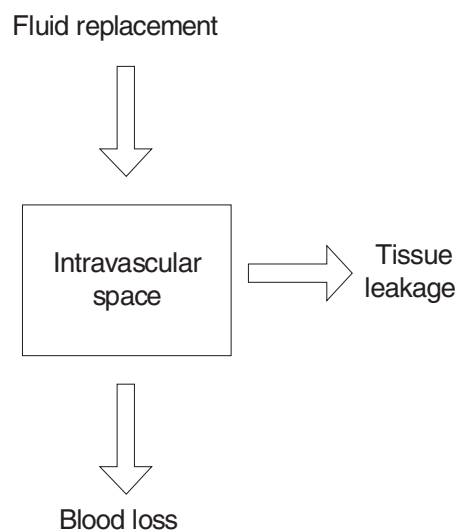 Fluid replacement
Intravascular
space
Tissue
leakage
Blood loss